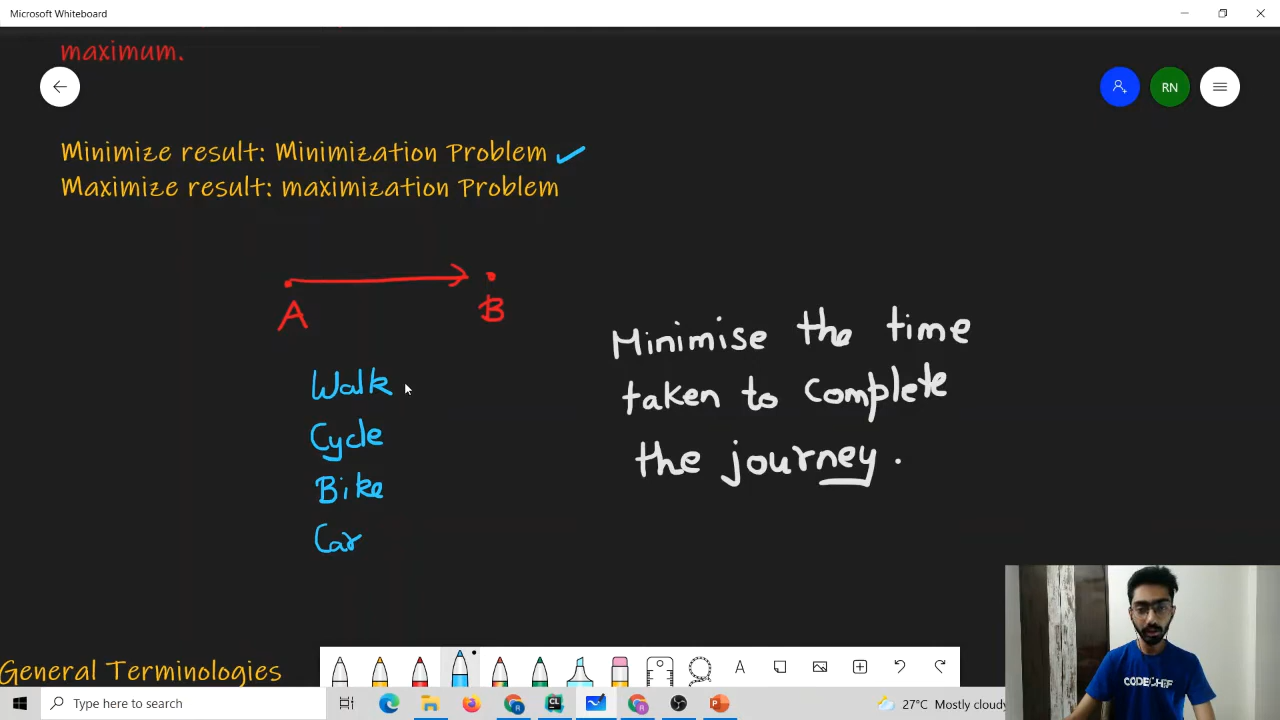 Microsoft Whiteboard
maximum.
RN
Minimize result: Minimization Problem
Maximize result: maximization Problem
A
B
Minimise the time
taken to complete
the journey.
Walk
Cycle
Bike
Car
General Terminologies
A
Type here to search
27°C Mostly cloudy
CODECHEF